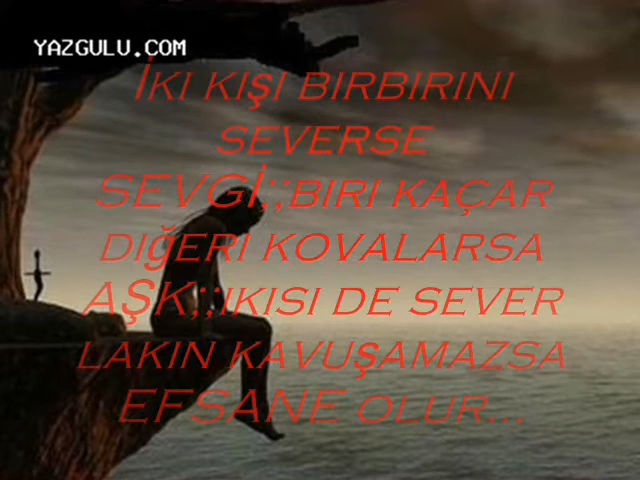 YAZGULU.COM
İKI KIŞI BIRBIRINI
SEVERSE
SEVGİ;;BIRI KAÇAR
DIĞERI KOVALARSA
AŞK;;IKISI DE SEVER
LAKIN KAVUŞAMAZSA
EFSANE OLUR...